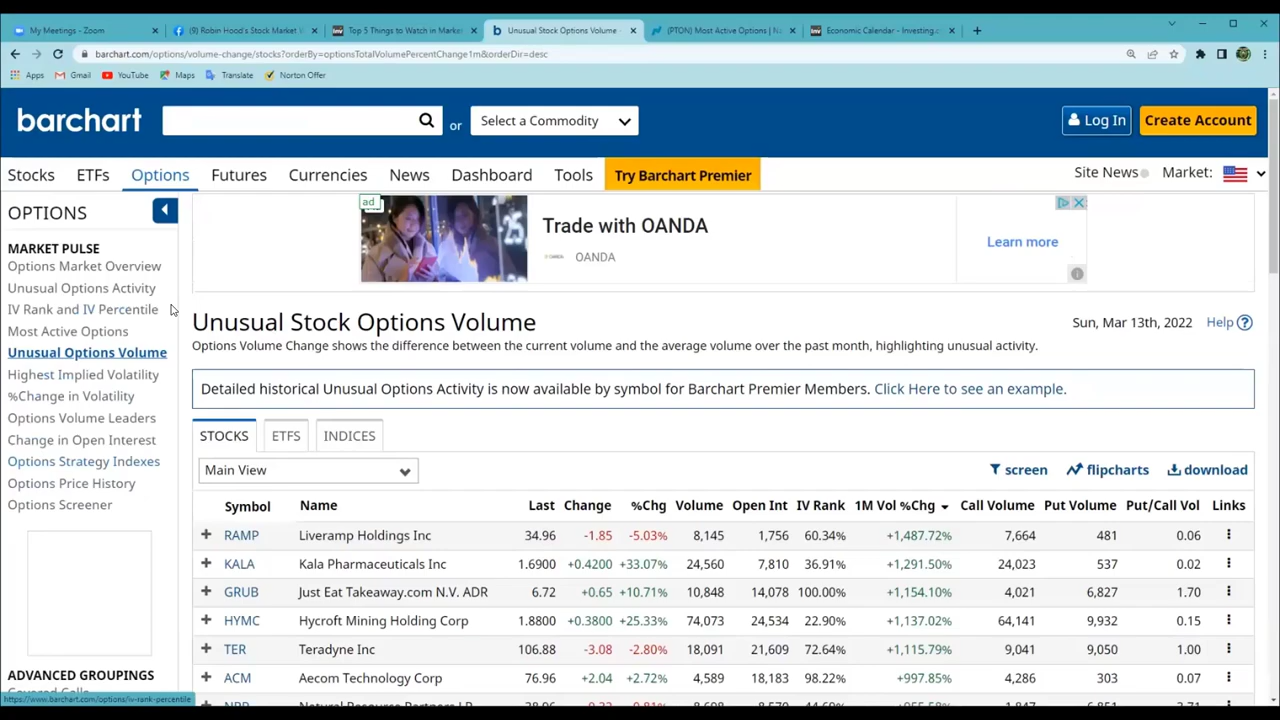 My Meetings - Zoom
(9) Robin Hood's Stock Market
Top 5 Things to Watch in Market
Unusual Stock Options Volume -
(PTON) Most Active Options | N
Economic Calendar - Investing.c
barchart.com/options/volume-change/stocks?orderBy=optionsTotalVolumePercentChange1m&orderDir=desc
Apps Gmail YouTube Maps Translate Norton Offer
barchart
or
Select a Commodity
Log In
Create Account
Stocks ETFs Options Futures Currencies News Dashboard Tools Try Barchart Premier
Site News Market:
OPTIONS
MARKET PULSE
Options Market Overview
Unusual Options Activity
IV Rank and IV Percentile
Most Active Options
Unusual Options Volume
Highest Implied Volatility
%Change in Volatility
Options Volume Leaders
Change in Open Interest
Options Strategy Indexes
Options Price History
Options Screener
ADVANCED GROUPINGS
Covered Calls
https://www.barchart.com/options/iv-rank-percentile
ad
Trade with OANDA
OANDA
Learn more
Unusual Stock Options Volume
Sun, Mar 13th, 2022
Help
Options Volume Change shows the difference between the current volume and the average volume over the past month, highlighting unusual activity.
Detailed historical Unusual Options Activity is now available by symbol for Barchart Premier Members. Click Here to see an example.
STOCKS ETFS INDICES
Main View
screen flipcharts download
Symbol Name Last Change %Chg Volume Open Int IV Rank 1M Vol %Chg Call Volume Put Volume Put/Call Vol Links
RAMP Liveramp Holdings Inc 34.96 -1.85 -5.03% 8,145 1,756 60.34% +1,487.72% 7,664 481 0.06
KALA Kala Pharmaceuticals Inc 1.6900 +0.4200 +33.07% 24,560 7,810 36.91% +1,291.50% 24,023 537 0.02
GRUB Just Eat Takeaway.com N.V. ADR 6.72 +0.65 +10.71% 10,848 14,078 100.00% +1,154.10% 4,021 6,827 1.70
HYMC Hycroft Mining Holding Corp 1.8800 +0.3800 +25.33% 74,073 24,534 22.90% +1,137.02% 64,141 9,932 0.15
TER Teradyne Inc 106.88 -3.08 -2.80% 18,091 21,609 72.64% +1,115.79% 9,041 9,050 1.00
ACM Aecom Technology Corp 76.96 +2.04 +2.72% 4,589 18,183 98.22% +997.85% 4,286 303 0.07